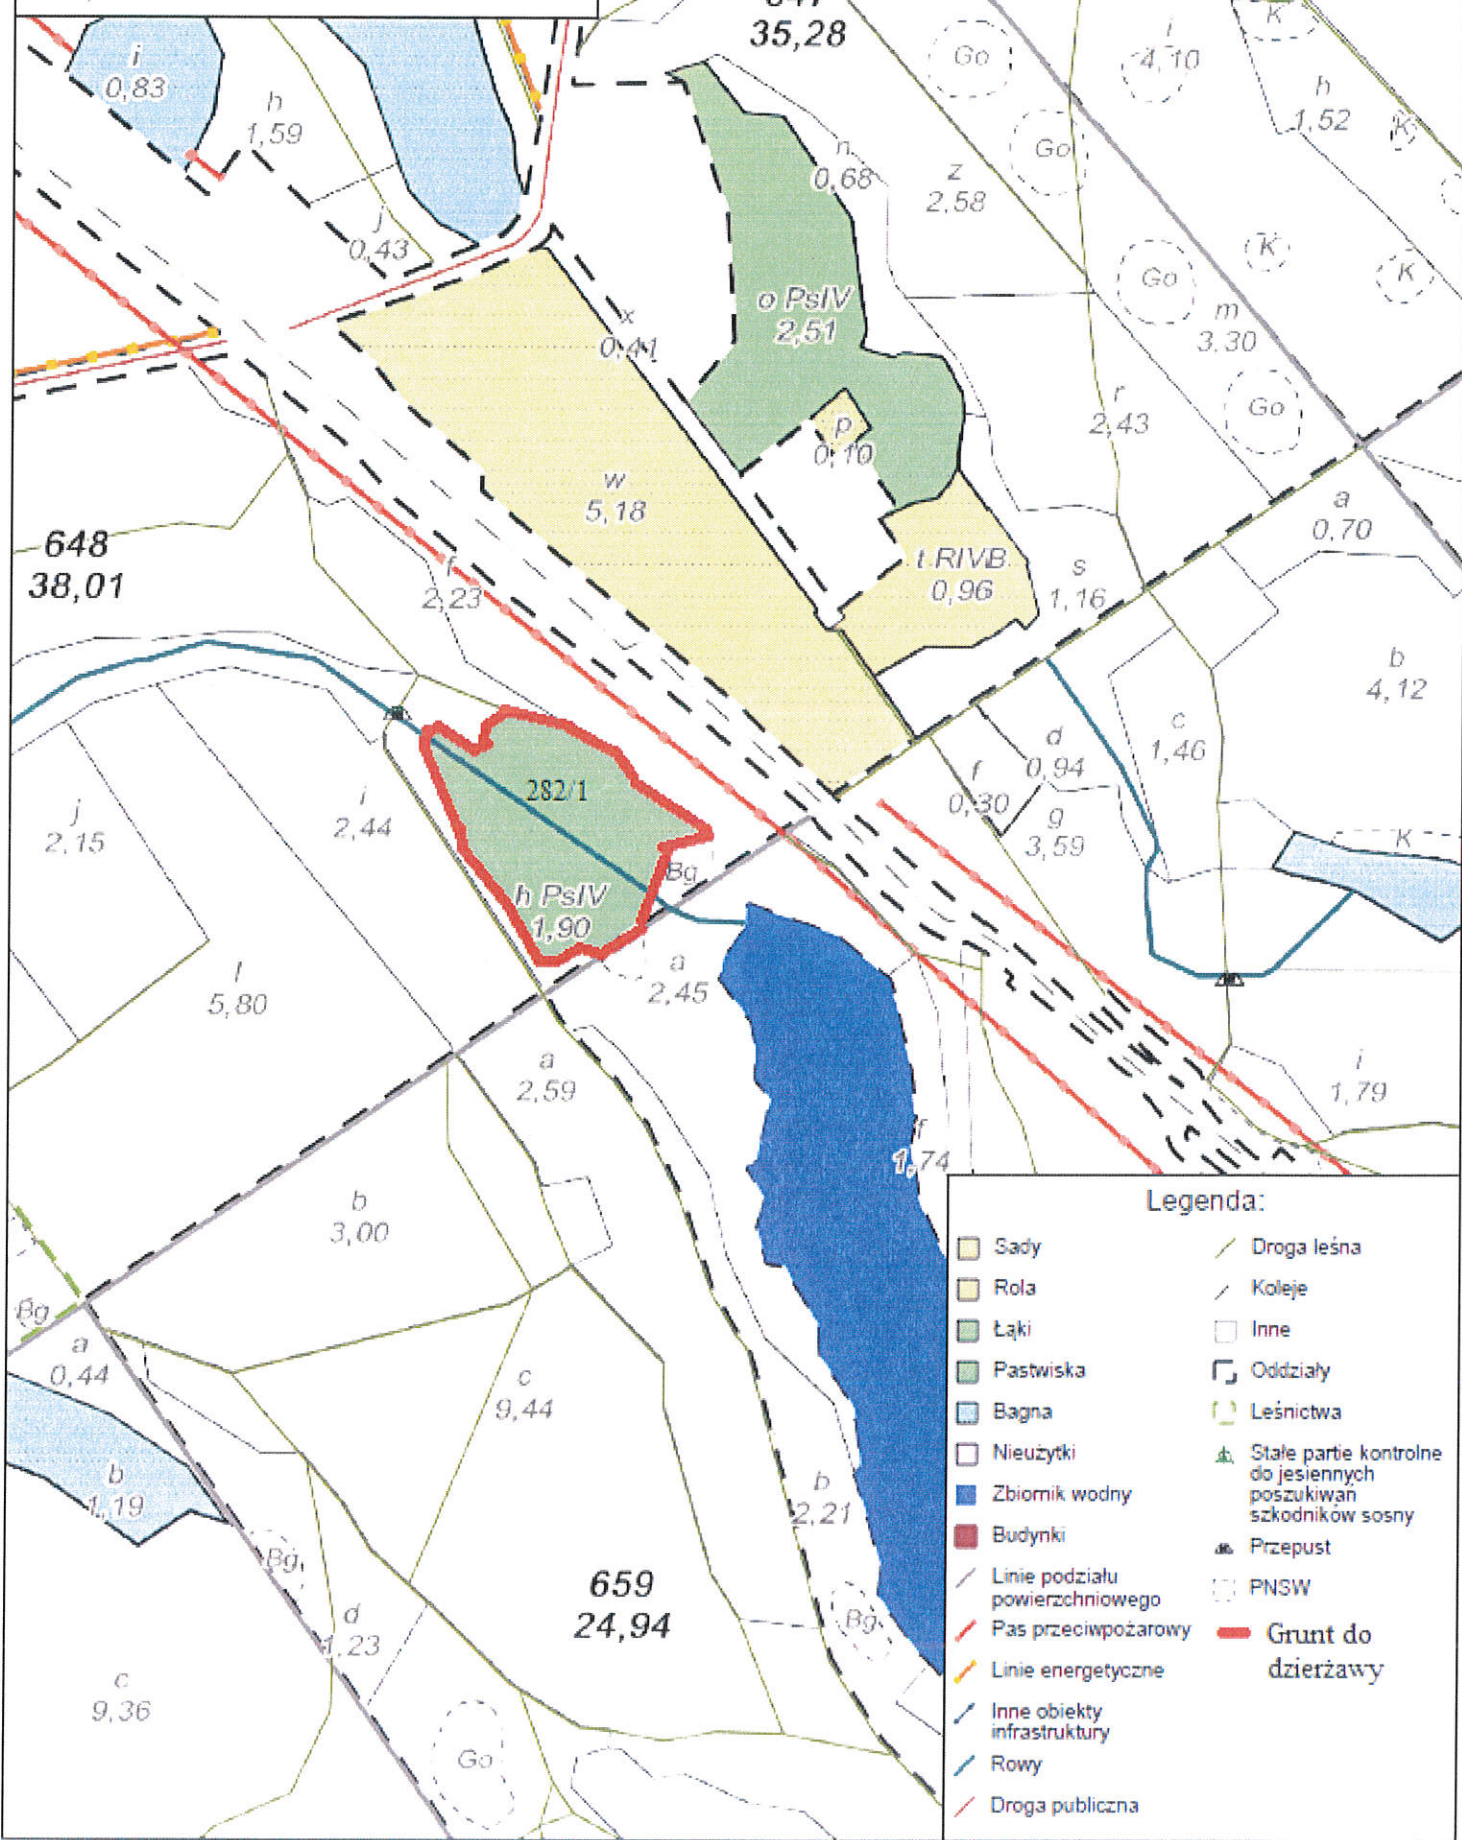 35,28
i
0,83
h
1,59
j
0,43
n
0,68
z
2,58
Go
Go
i
4,10
K
h
1,52
K
K
K
Go
m
3,30
Go
o PsIV
2,51
x
0,41
p
0,10
r
2,43
w
5,18
t RIVB
0,96
s
1,16
a
0,70
648
38,01
f
2,23
b
4,12
c
1,46
d
0,94
f
0,30
g
3,59
K
282/1
h PsIV
1,90
Bg
j
2,15
i
2,44
a
2,45
l
5,80
a
2,59
i
1,79
f
1,74
b
3,00
Bg
a
0,44
c
9,44
b
1,19
Bg
b
2,21
659
24,94
Bg
d
1,23
c
9,36
Go
Legenda:
Sady
Rola
Łąki
Pastwiska
Bagna
Nieużytki
Zbiornik wodny
Budynki
Linie podziału
powierzchniowego
Pas przeciwpożarowy
Linie energetyczne
Inne obiekty
infrastruktury
Rowy
Droga publiczna
Droga leśna
Koleje
Inne
Oddziały
Leśnictwa
Stałe partie kontrolne
do jesiennych
poszukiwań
szkodników sosny
Przepust
PNSW
Grunt do
dzierżawy